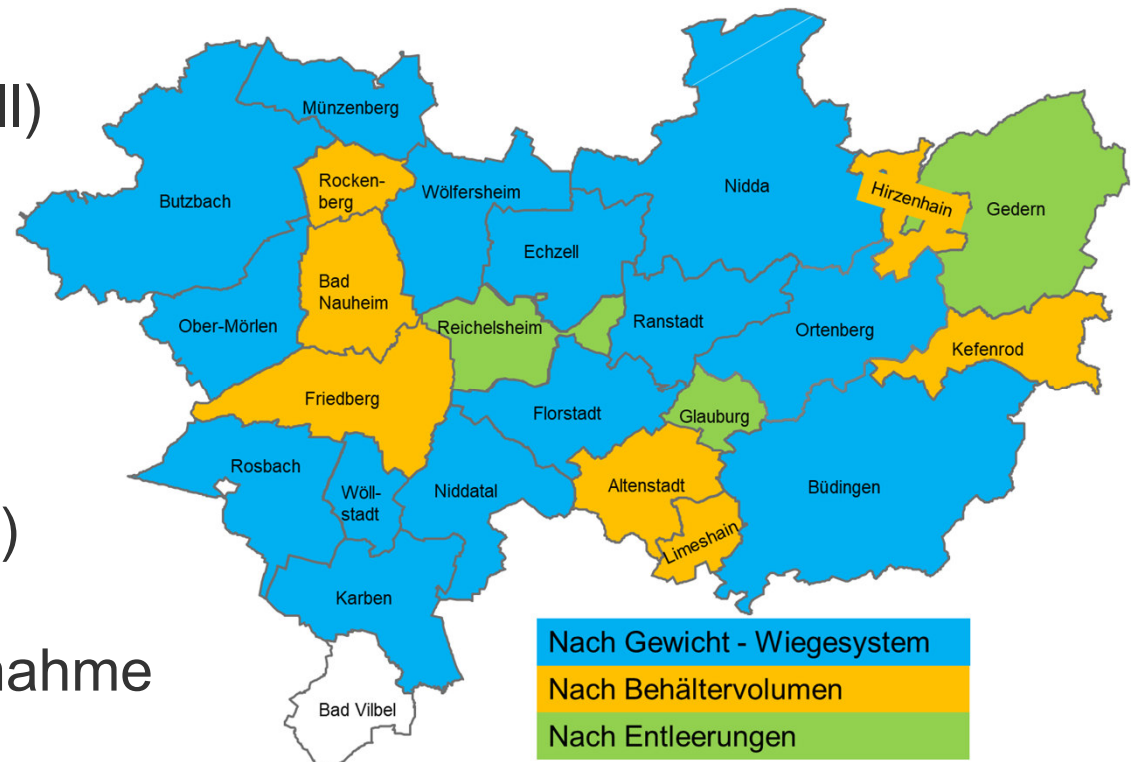 ll)
)
nahme
Münzenberg
Butzbach
Rocken-
berg
Wölfersheim
Nidda
Hirzenhain
Gedern
Echzell
Bad
Nauheim
Ober-Mörlen
Reichelsheim
Ranstadt
Ortenberg
Kefenrod
Friedberg
Florstadt
Glauburg
Rosbach
Wöll-
stadt
Niddatal
Altenstadt
Büdingen
Limeshain
Karben
Bad Vilbel
Nach Gewicht - Wiegesystem
Nach Behältervolumen
Nach Entleerungen